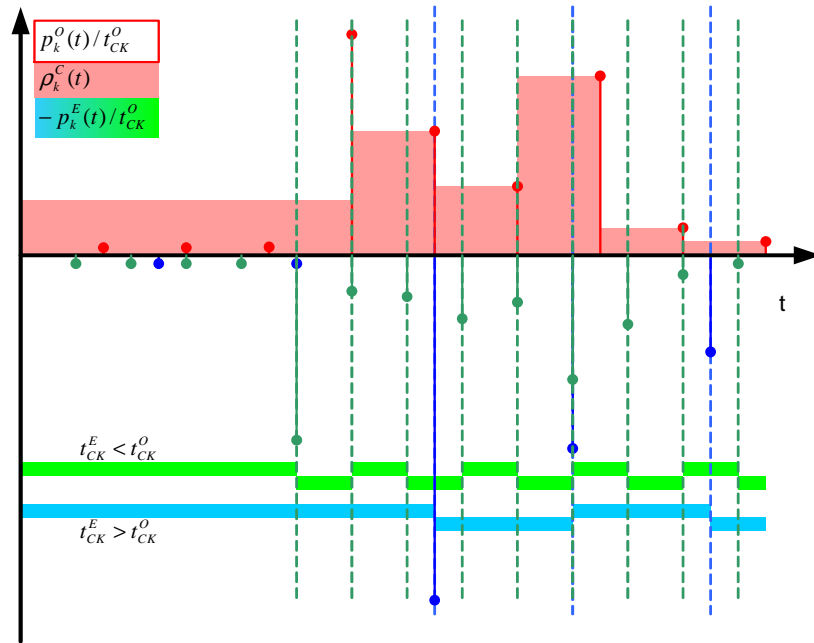 p_k^O(t)/t_CK^O
ρ_k^C(t)
−p_k^E(t)/t_CK^O
t
t_CK^E < t_CK^O
t_CK^E > t_CK^O